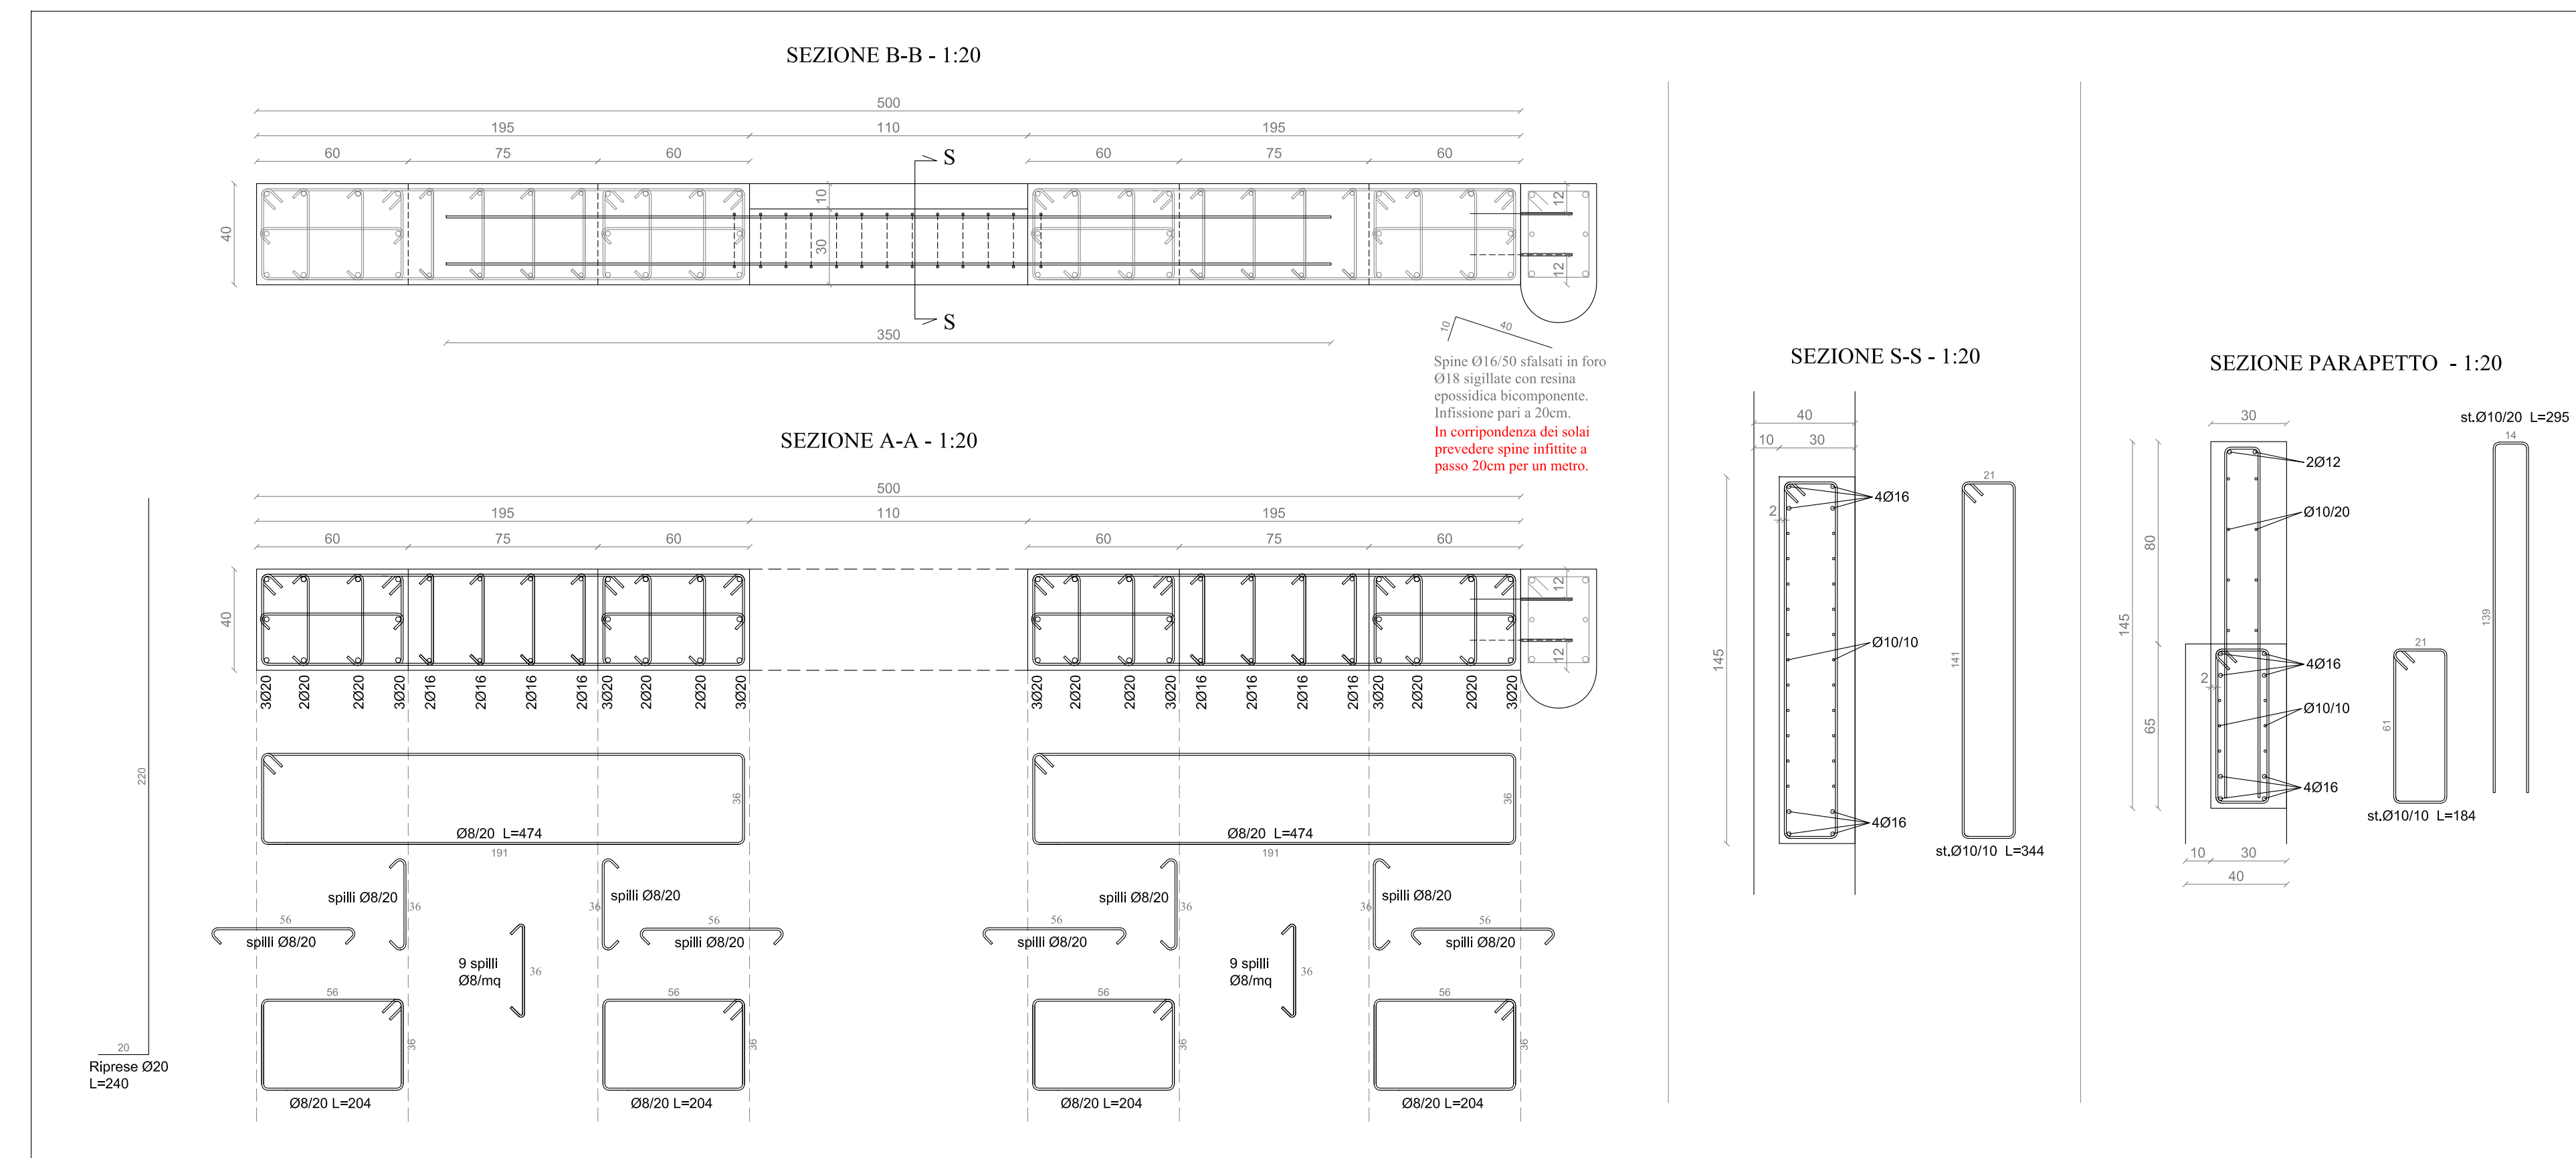 SEZIONE B-B - 1:20
500
195 110 195
60 75 60 60 75 60
S
10
12
40
30
12
S
350
10 40
Spine Ø16/50 sfalsati in foro
Ø18 sigillate con resina
epossidica bicomponente.
Infissione pari a 20cm.
In corripondenza dei solai
prevedere spine infittite a
passo 20cm per un metro.
SEZIONE A-A - 1:20
500
195 110 195
60 75 60 60 75 60
40
12
12
3Ø20 2Ø20 2Ø20 3Ø20 2Ø16 2Ø16 2Ø16 2Ø16 3Ø20 2Ø20 2Ø20 3Ø20
3Ø20 2Ø20 2Ø20 3Ø20 2Ø16 2Ø16 2Ø16 2Ø16 3Ø20 2Ø20 2Ø20 3Ø20
220
20
Riprese Ø20
L=240
36 36
Ø8/20 L=474 Ø8/20 L=474
191 191
spilli Ø8/20 36 36 spilli Ø8/20 spilli Ø8/20 36 36 spilli Ø8/20
56 56 56 56
spilli Ø8/20 spilli Ø8/20 spilli Ø8/20 spilli Ø8/20
9 spilli 9 spilli
Ø8/mq 36 Ø8/mq 36
56 56 56 56
36 36 36 36
Ø8/20 L=204 Ø8/20 L=204 Ø8/20 L=204 Ø8/20 L=204
SEZIONE S-S - 1:20
40
10 30
21
4Ø16
2
Ø10/10
145
141
4Ø16
st.Ø10/10 L=344
SEZIONE PARAPETTO - 1:20
30
st.Ø10/20 L=295
14
2Ø12
Ø10/20
80
145
139
21
4Ø16
2
Ø10/10
65
61
4Ø16
st.Ø10/10 L=184
10 30
40